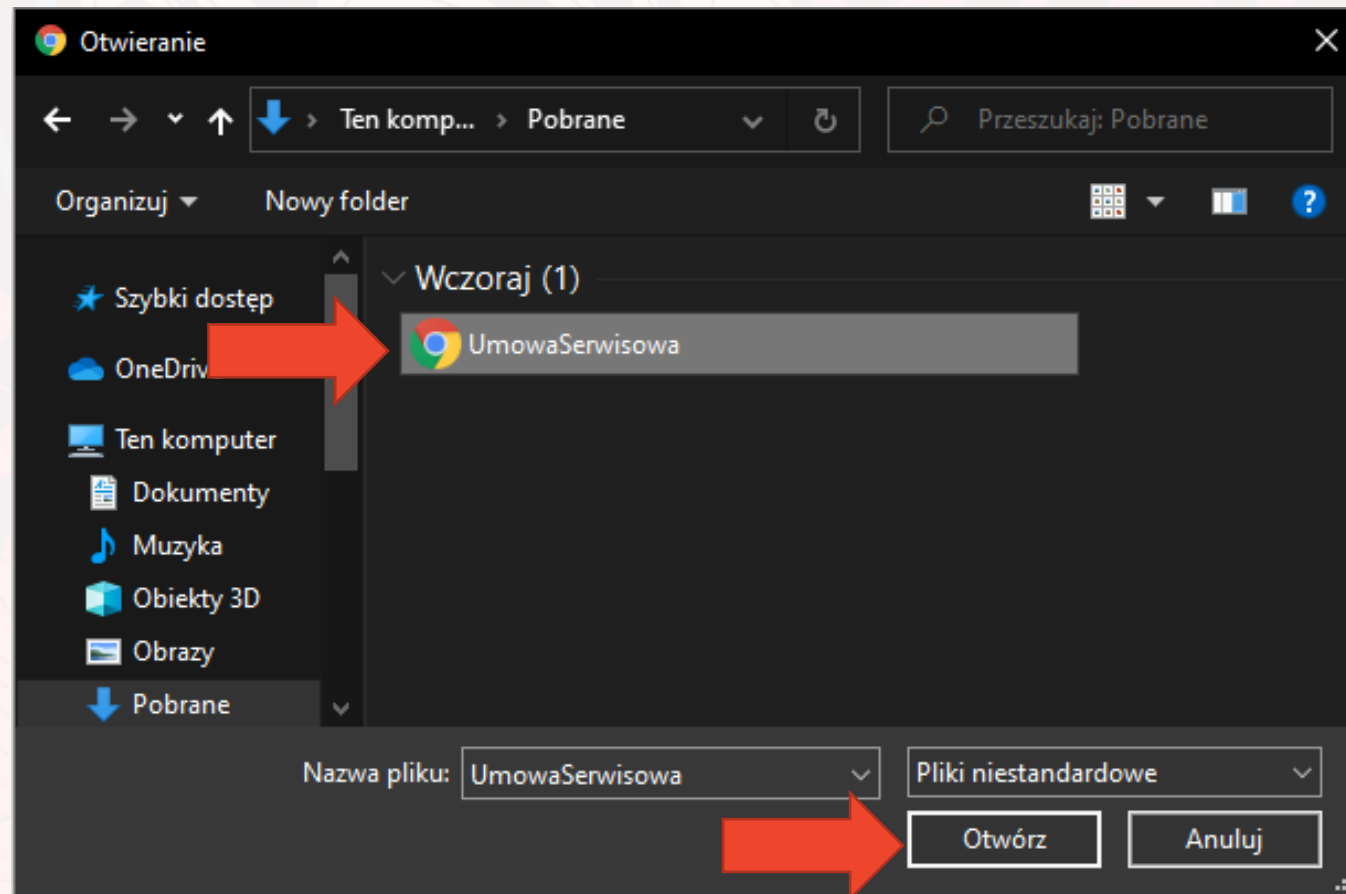 Otwieranie
Ten komp... Pobrane
Przeszukaj: Pobrane
Organizuj
Nowy folder
Szybki dostęp
Ten komputer
Dokumenty
Muzyka
Obiekty 3D
Obrazy
Pobrane
Wczoraj (1)
UmowaSerwisowa
Nazwa pliku: UmowaSerwisowa
Pliki niestandardowe
Otwórz
Anuluj